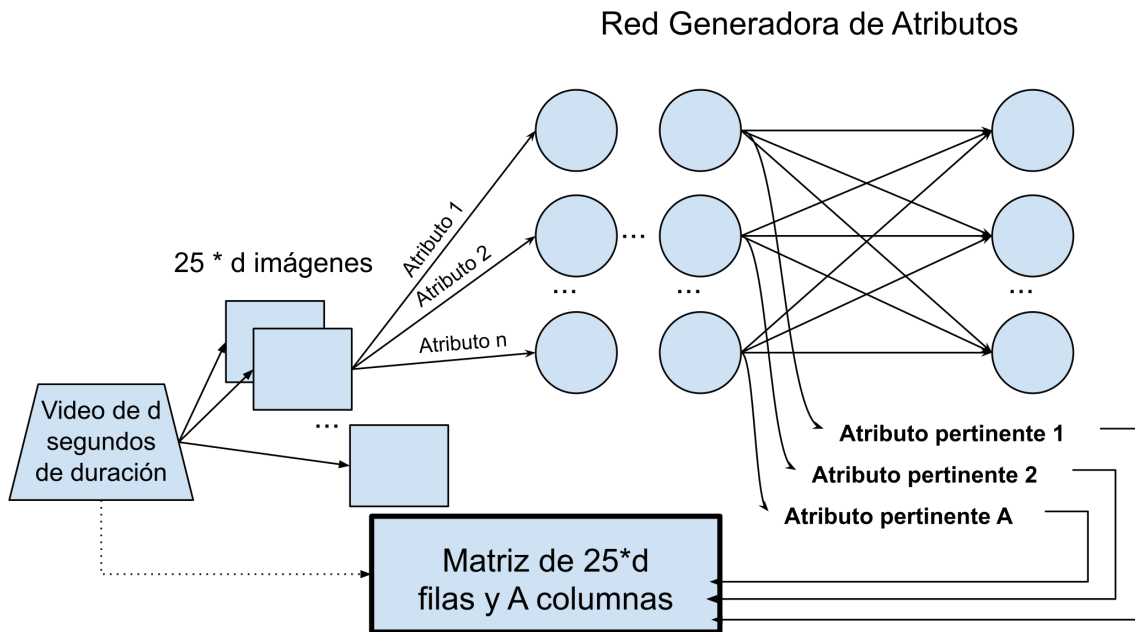 Red Generadora de Atributos
25 * d imágenes
Atributo 1
Atributo 2
Atributo n
...
...
...
...
...
Video de d
segundos
de duración
Atributo pertinente 1
Atributo pertinente 2
Atributo pertinente A
Matriz de 25*d
filas y A columnas